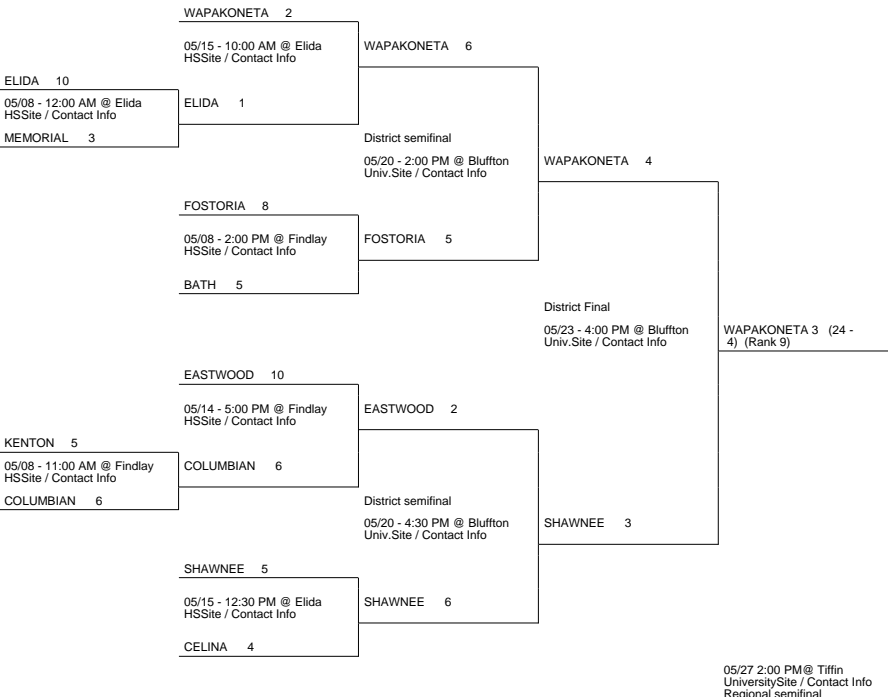 WAPAKONETA 2
05/15 - 10:00 AM @ Elida
HSSite / Contact Info
WAPAKONETA 6
ELIDA 10
05/08 - 12:00 AM @ Elida
HSSite / Contact Info
ELIDA 1
MEMORIAL 3
District semifinal
05/20 - 2:00 PM @ Bluffton
Univ.Site / Contact Info
WAPAKONETA 4
FOSTORIA 8
05/08 - 2:00 PM @ Findlay
HSSite / Contact Info
FOSTORIA 5
BATH 5
District Final
05/23 - 4:00 PM @ Bluffton
Univ.Site / Contact Info
WAPAKONETA 3 (24 -
4) (Rank 9)
EASTWOOD 10
05/14 - 5:00 PM @ Findlay
HSSite / Contact Info
EASTWOOD 2
KENTON 5
05/08 - 11:00 AM @ Findlay
HSSite / Contact Info
COLUMBIAN 6
COLUMBIAN 6
District semifinal
05/20 - 4:30 PM @ Bluffton
Univ.Site / Contact Info
SHAWNEE 3
SHAWNEE 5
05/15 - 12:30 PM @ Elida
HSSite / Contact Info
SHAWNEE 6
CELINA 4
05/27 2:00 PM@ Tiffin
UniversitySite / Contact Info
Regional semifinal